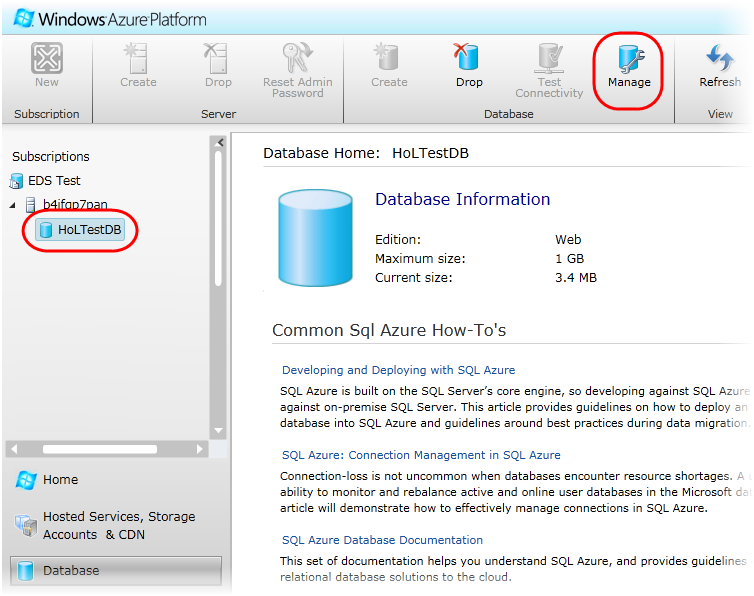 Windows Azure Platform
New
Create
Drop
Reset Admin
Password
Create
Drop
Test
Connectivity
Manage
Refresh
Subscription
Server
Database
View
Subscriptions
EDS Test
b4ifqp7pan
HoLTestDB
Home
Hosted Services, Storage
Accounts & CDN
Database
Database Home: HoLTestDB
Database Information
Edition: Web
Maximum size: 1 GB
Current size: 3.4 MB
Common Sql Azure How-To's
Developing and Deploying with SQL Azure
SQL Azure is built on the SQL Server's core engine, so developing against SQL Azure
against on-premise SQL Server. This article provides guidelines on how to deploy an
database into SQL Azure and guidelines around best practices during data migration.
SQL Azure: Connection Management in SQL Azure
Connection-loss is not uncommon when databases encounter resource shortages. A
ability to monitor and rebalance active and online user databases in the Microsoft
article will demonstrate how to effectively manage connections in SQL Azure.
SQL Azure Database Documentation
This set of documentation helps you understand SQL Azure, and provides guidelines
relational database solutions to the cloud.